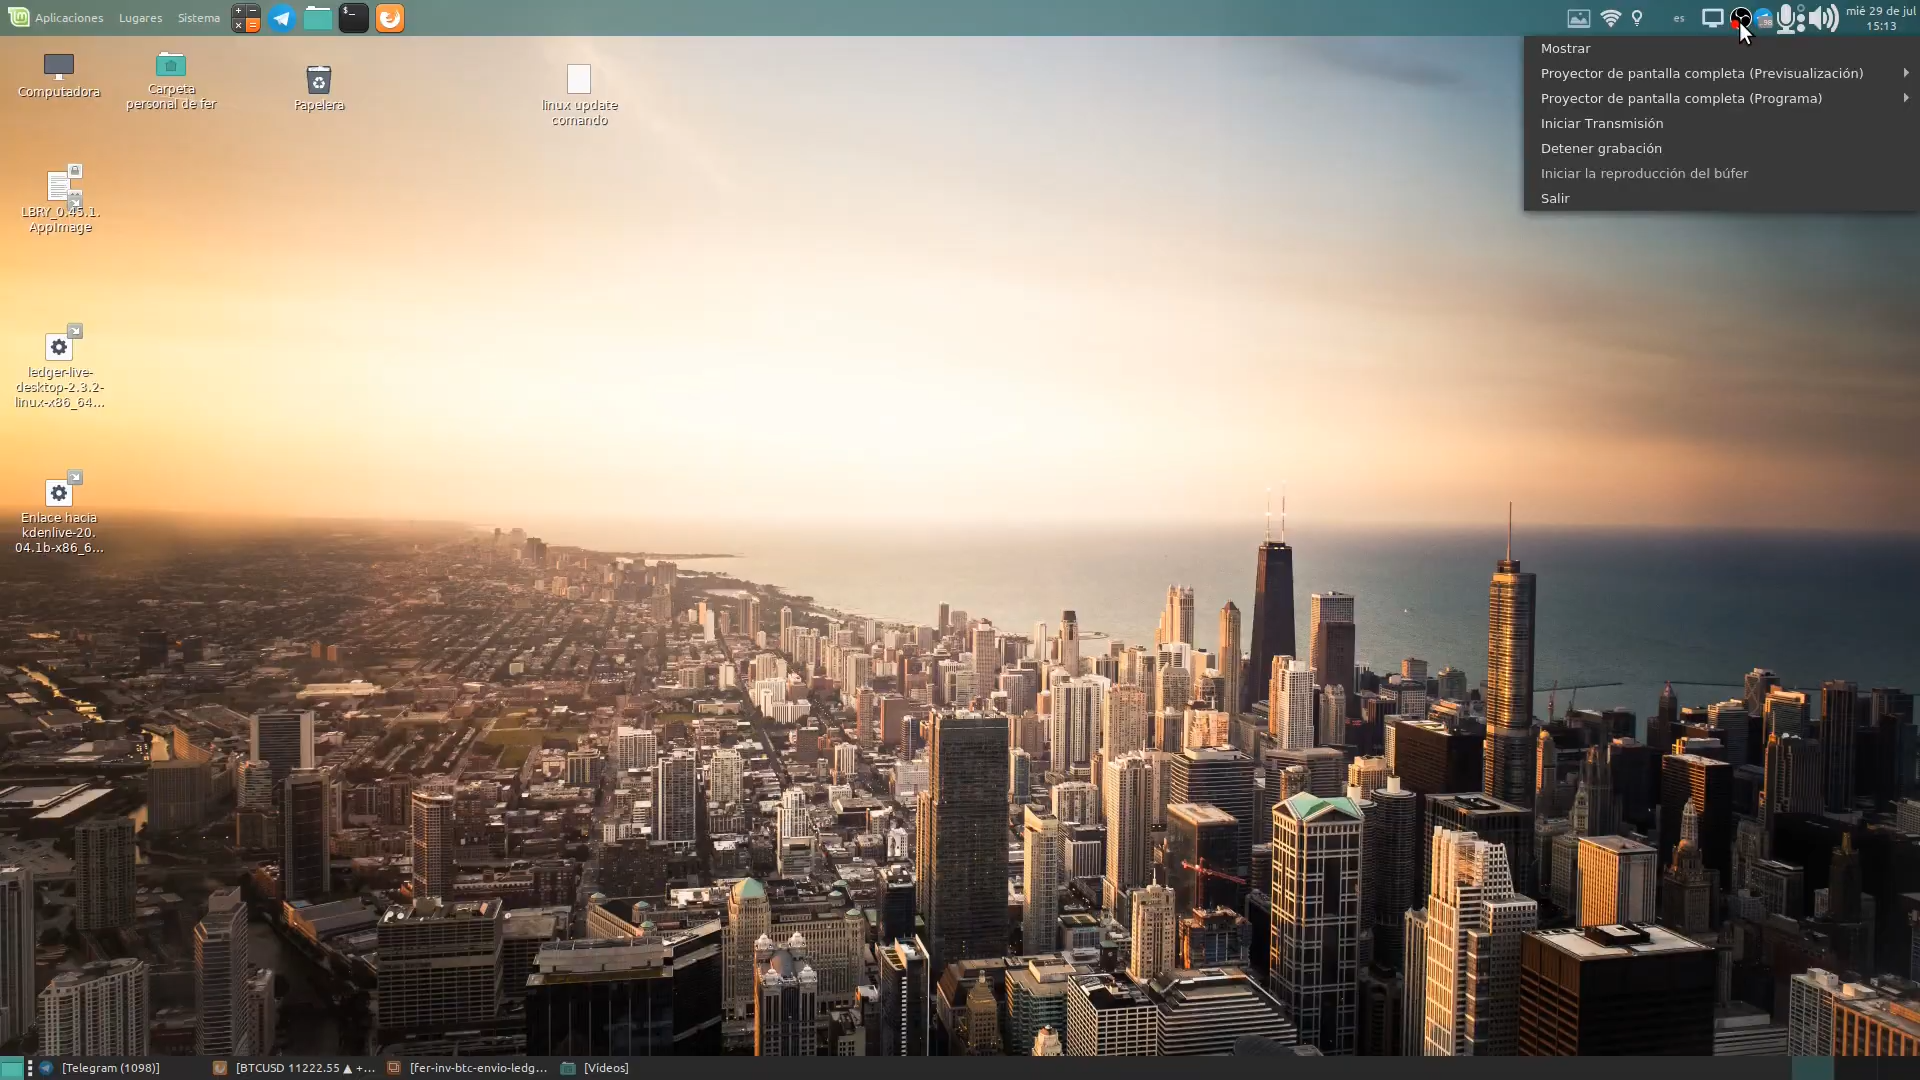 Aplicaciones Lugares Sistema
$_
es
98
mié 29 de jul
15:13
Mostrar
Proyector de pantalla completa (Previsualización)
Proyector de pantalla completa (Programa)
Iniciar Transmisión
Detener grabación
Iniciar la reproducción del búfer
Salir
Computadora
Carpeta
personal de fer
Papelera
linux update
comando
LBRY_0.45.1.
AppImage
ledger-live-
desktop-2.3.2-
linux-x86_64...
Enlace hacia
kdenlive-20.
04.1b-x86_6...
[Telegram (1098)]
[BTCUSD 11222.55 ▲ +...
[fer-inv-btc-envio-ledg...
[Vídeos]